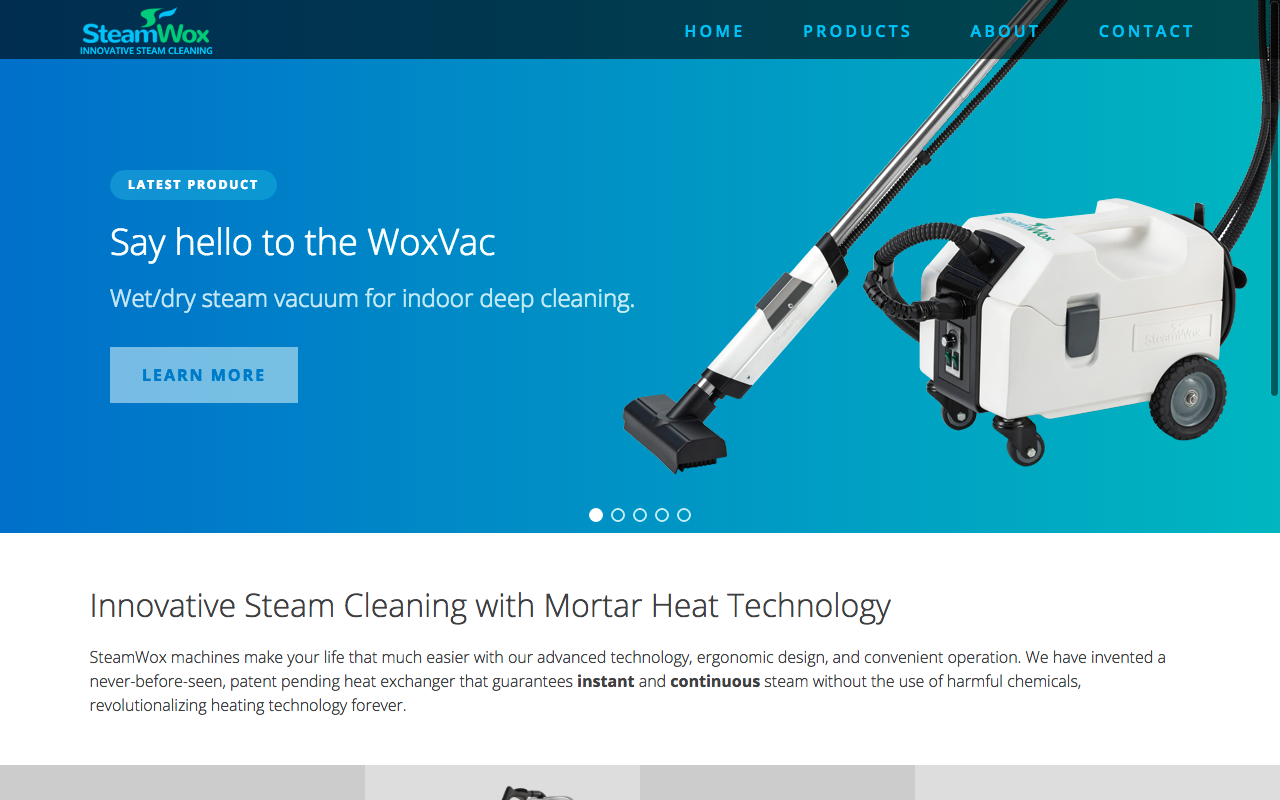 SteamWox
INNOVATIVE STEAM CLEANING
HOME
PRODUCTS
ABOUT
CONTACT
LATEST PRODUCT
Say hello to the WoxVac
Wet/dry steam vacuum for indoor deep cleaning.
LEARN MORE
SteamWox
SteamWox
Innovative Steam Cleaning with Mortar Heat Technology
SteamWox machines make your life that much easier with our advanced technology, ergonomic design, and convenient operation. We have invented a
never-before-seen, patent pending heat exchanger that guarantees instant and continuous steam without the use of harmful chemicals,
revolutionalizing heating technology forever.